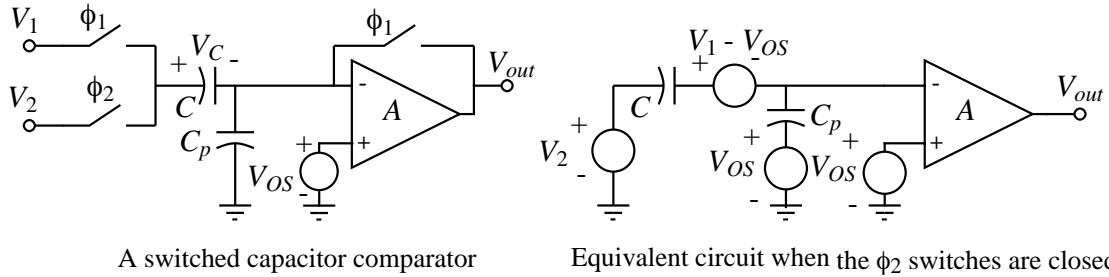 V1 ϕ1 ϕ1
+ VC -
V2 ϕ2 C
Cp
- A Vout
+
+ VOS -
V1 - VOS
+ -
C
+ V2 -
Cp
+ VOS -
+ VOS -
- A Vout
+
A switched capacitor comparator
Equivalent circuit when the ϕ2 switches are closed